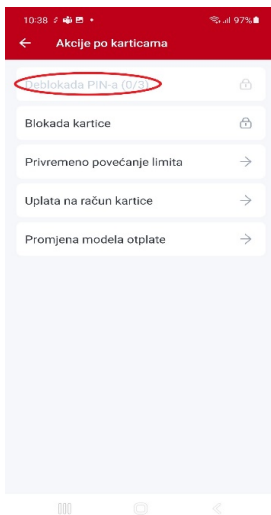 10:38
97%
Akcije po karticama
Deblokada PIN-a (0/3)
Blokada kartice
Privremeno povećanje limita
Uplata na račun kartice
Promjena modela otplate